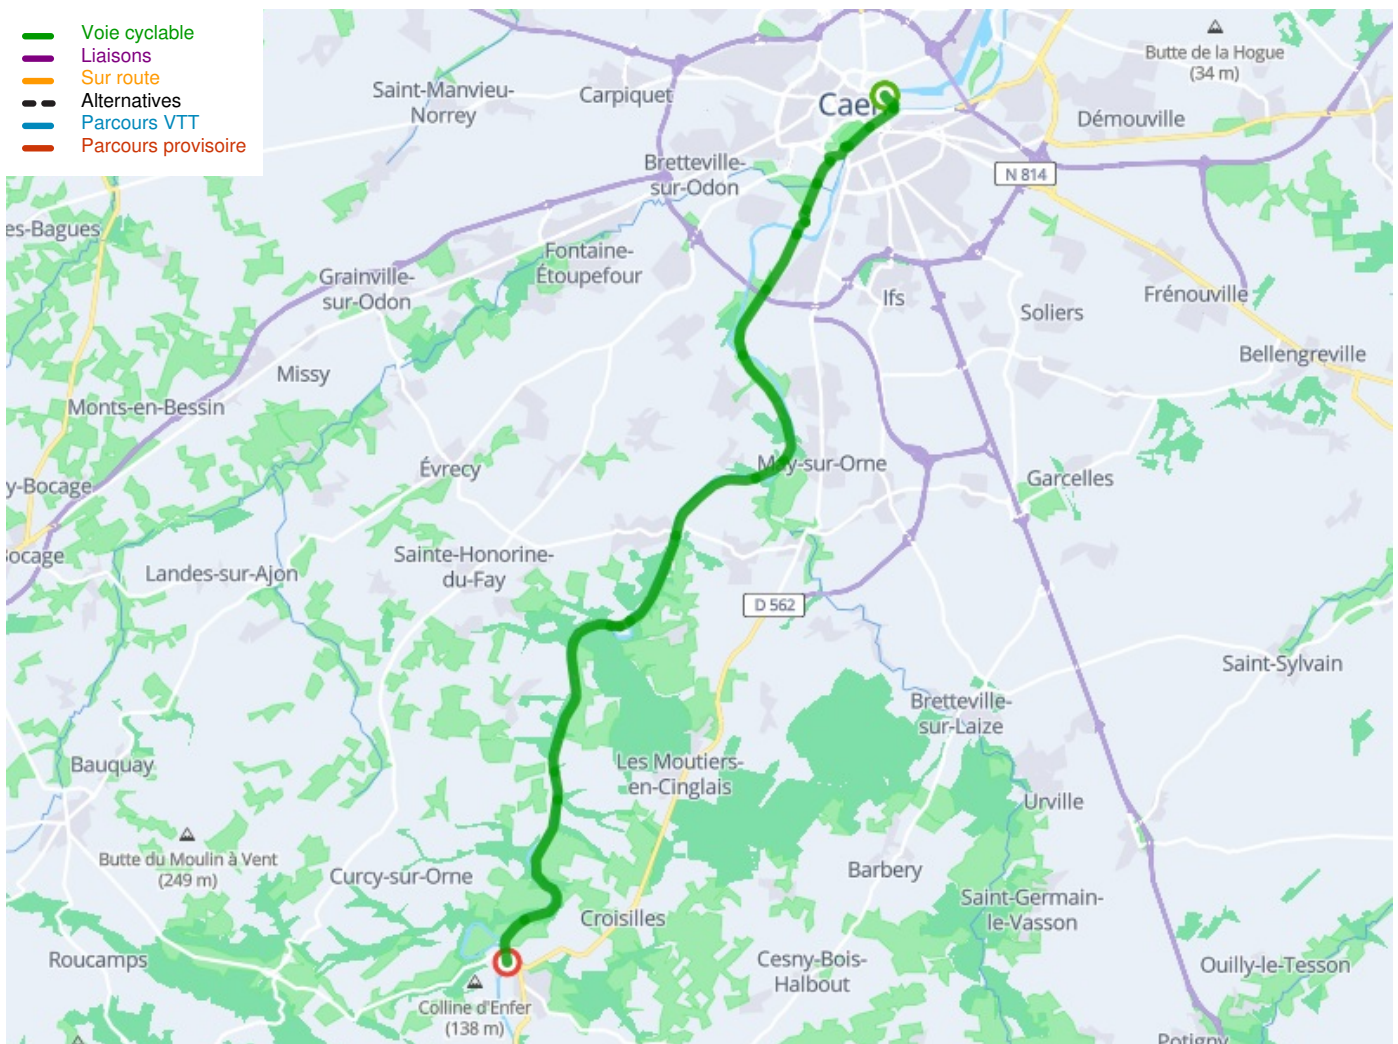 Voie cyclable
Liaisons
Sur route
Alternatives
Parcours VTT
Parcours provisoire
Butte de la Hogue
(34 m)
Saint-Manvieu-
Norrey
Carpiquet
Caen
Démouville
Bretteville-
sur-Odon
N 814
es-Bagues
Fontaine-
Étoupefour
Grainville-
sur-Odon
Ifs
Frénouville
Soliers
Bellengreville
Missy
Monts-en-Bessin
Évrecy
May-sur-Orne
Garcelles
y-Bocage
Bocage
Sainte-Honorine-
du-Fay
Landes-sur-Ajon
D 562
Saint-Sylvain
Bretteville-
sur-Laize
Bauquay
Les Moutiers-
en-Cinglais
Urville
Butte du Moulin à Vent
(249 m)
Curcy-sur-Orne
Barbery
Saint-Germain-
le-Vasson
Croisilles
Roucamps
Cesny-Bois-
Halbout
Ouilly-le-Tesson
Colline d'Enfer
(138 m)
Potigny